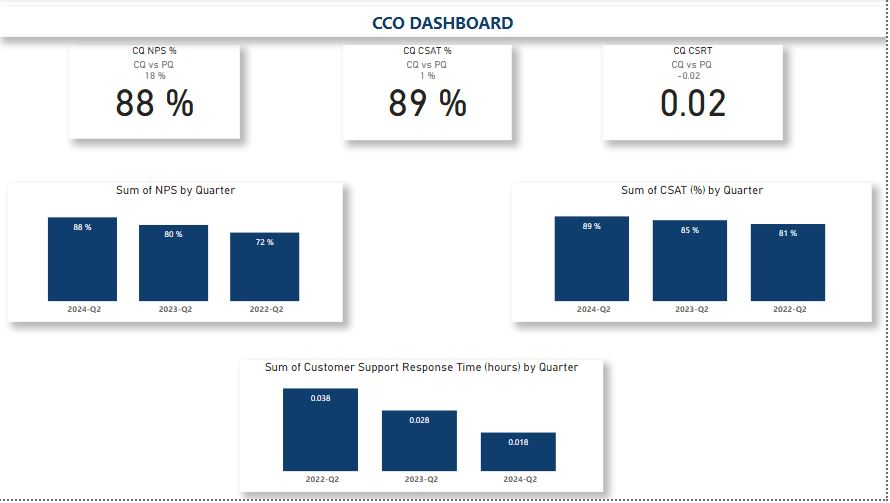 CCO DASHBOARD
CQ NPS %
CQ vs PQ
18 %
88 %
CQ CSAT %
CQ vs PQ
1 %
89 %
CQ CSRT
CQ vs PQ
-0.02
0.02
Sum of NPS by Quarter
88 %
80 %
72 %
2024-Q2
2023-Q2
2022-Q2
Sum of CSAT (%) by Quarter
89 %
85 %
81 %
2024-Q2
2023-Q2
2022-Q2
Sum of Customer Support Response Time (hours) by Quarter
0.038
0.028
0.018
2022-Q2
2023-Q2
2024-Q2